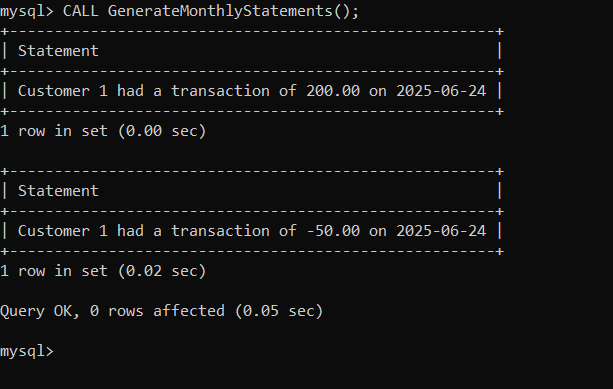 mysql> CALL GenerateMonthlyStatements();
+---------------------------------------------------+
| Statement                                         |
+---------------------------------------------------+
| Customer 1 had a transaction of 200.00 on 2025-06-24 |
+---------------------------------------------------+
1 row in set (0.00 sec)

+---------------------------------------------------+
| Statement                                         |
+---------------------------------------------------+
| Customer 1 had a transaction of -50.00 on 2025-06-24 |
+---------------------------------------------------+
1 row in set (0.02 sec)

Query OK, 0 rows affected (0.05 sec)

mysql>